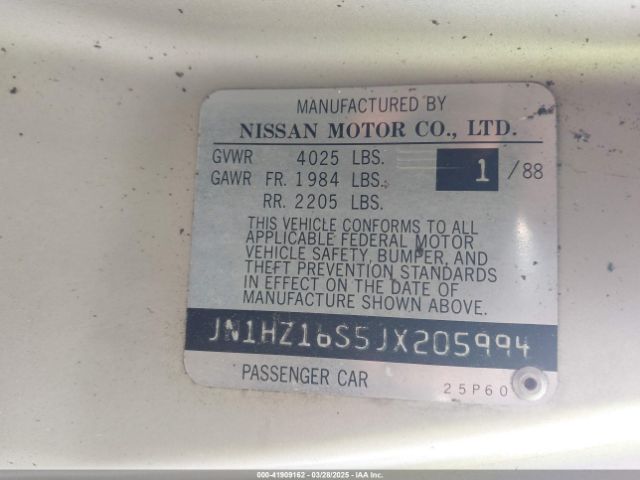 MANUFACTURED BY
NISSAN MOTOR CO., LTD.
GVWR 4025 LBS. 1 /88
GAWR FR. 1984 LBS.
RR. 2205 LBS.
THIS VEHICLE CONFORMS TO ALL
APPLICABLE FEDERAL MOTOR
VEHICLE SAFETY, BUMPER, AND
THEFT PREVENTION STANDARDS
IN EFFECT ON THE DATE OF
MANUFACTURE SHOWN ABOVE.
JN1HZ16S5JX205994
PASSENGER CAR 25P60
000-41909162 - 03/28/2025 - IAA Inc.